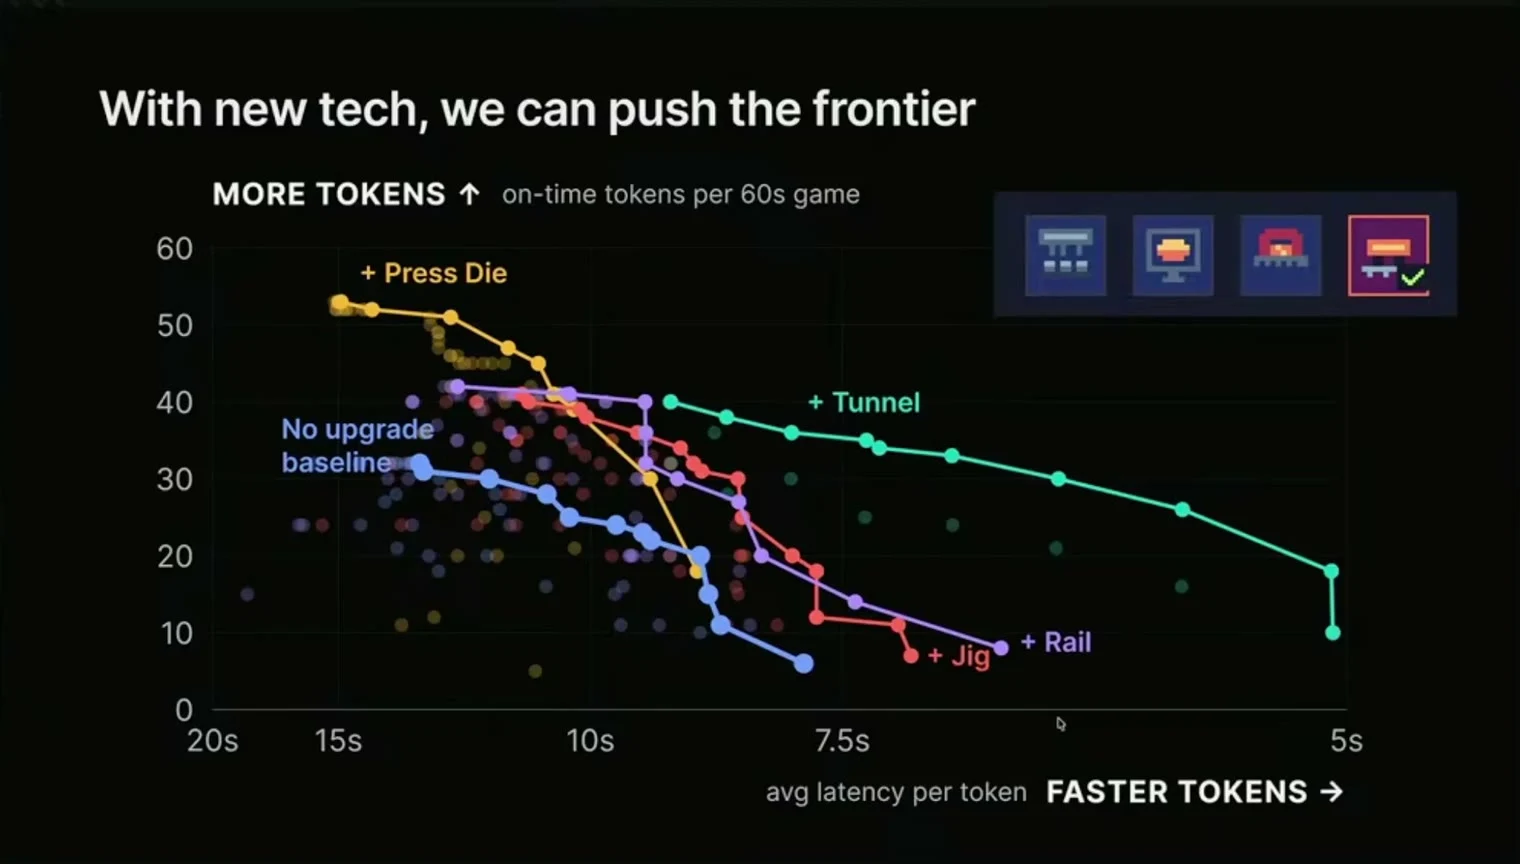 With new tech, we can push the frontier
MORE TOKENS ↑ on-time tokens per 60s game
60
+ Press Die
50
40
+ Tunnel
No upgrade
baseline
30
20
10
+ Rail
+ Jig
0
20s 15s 10s 7.5s 5s
avg latency per token FASTER TOKENS →